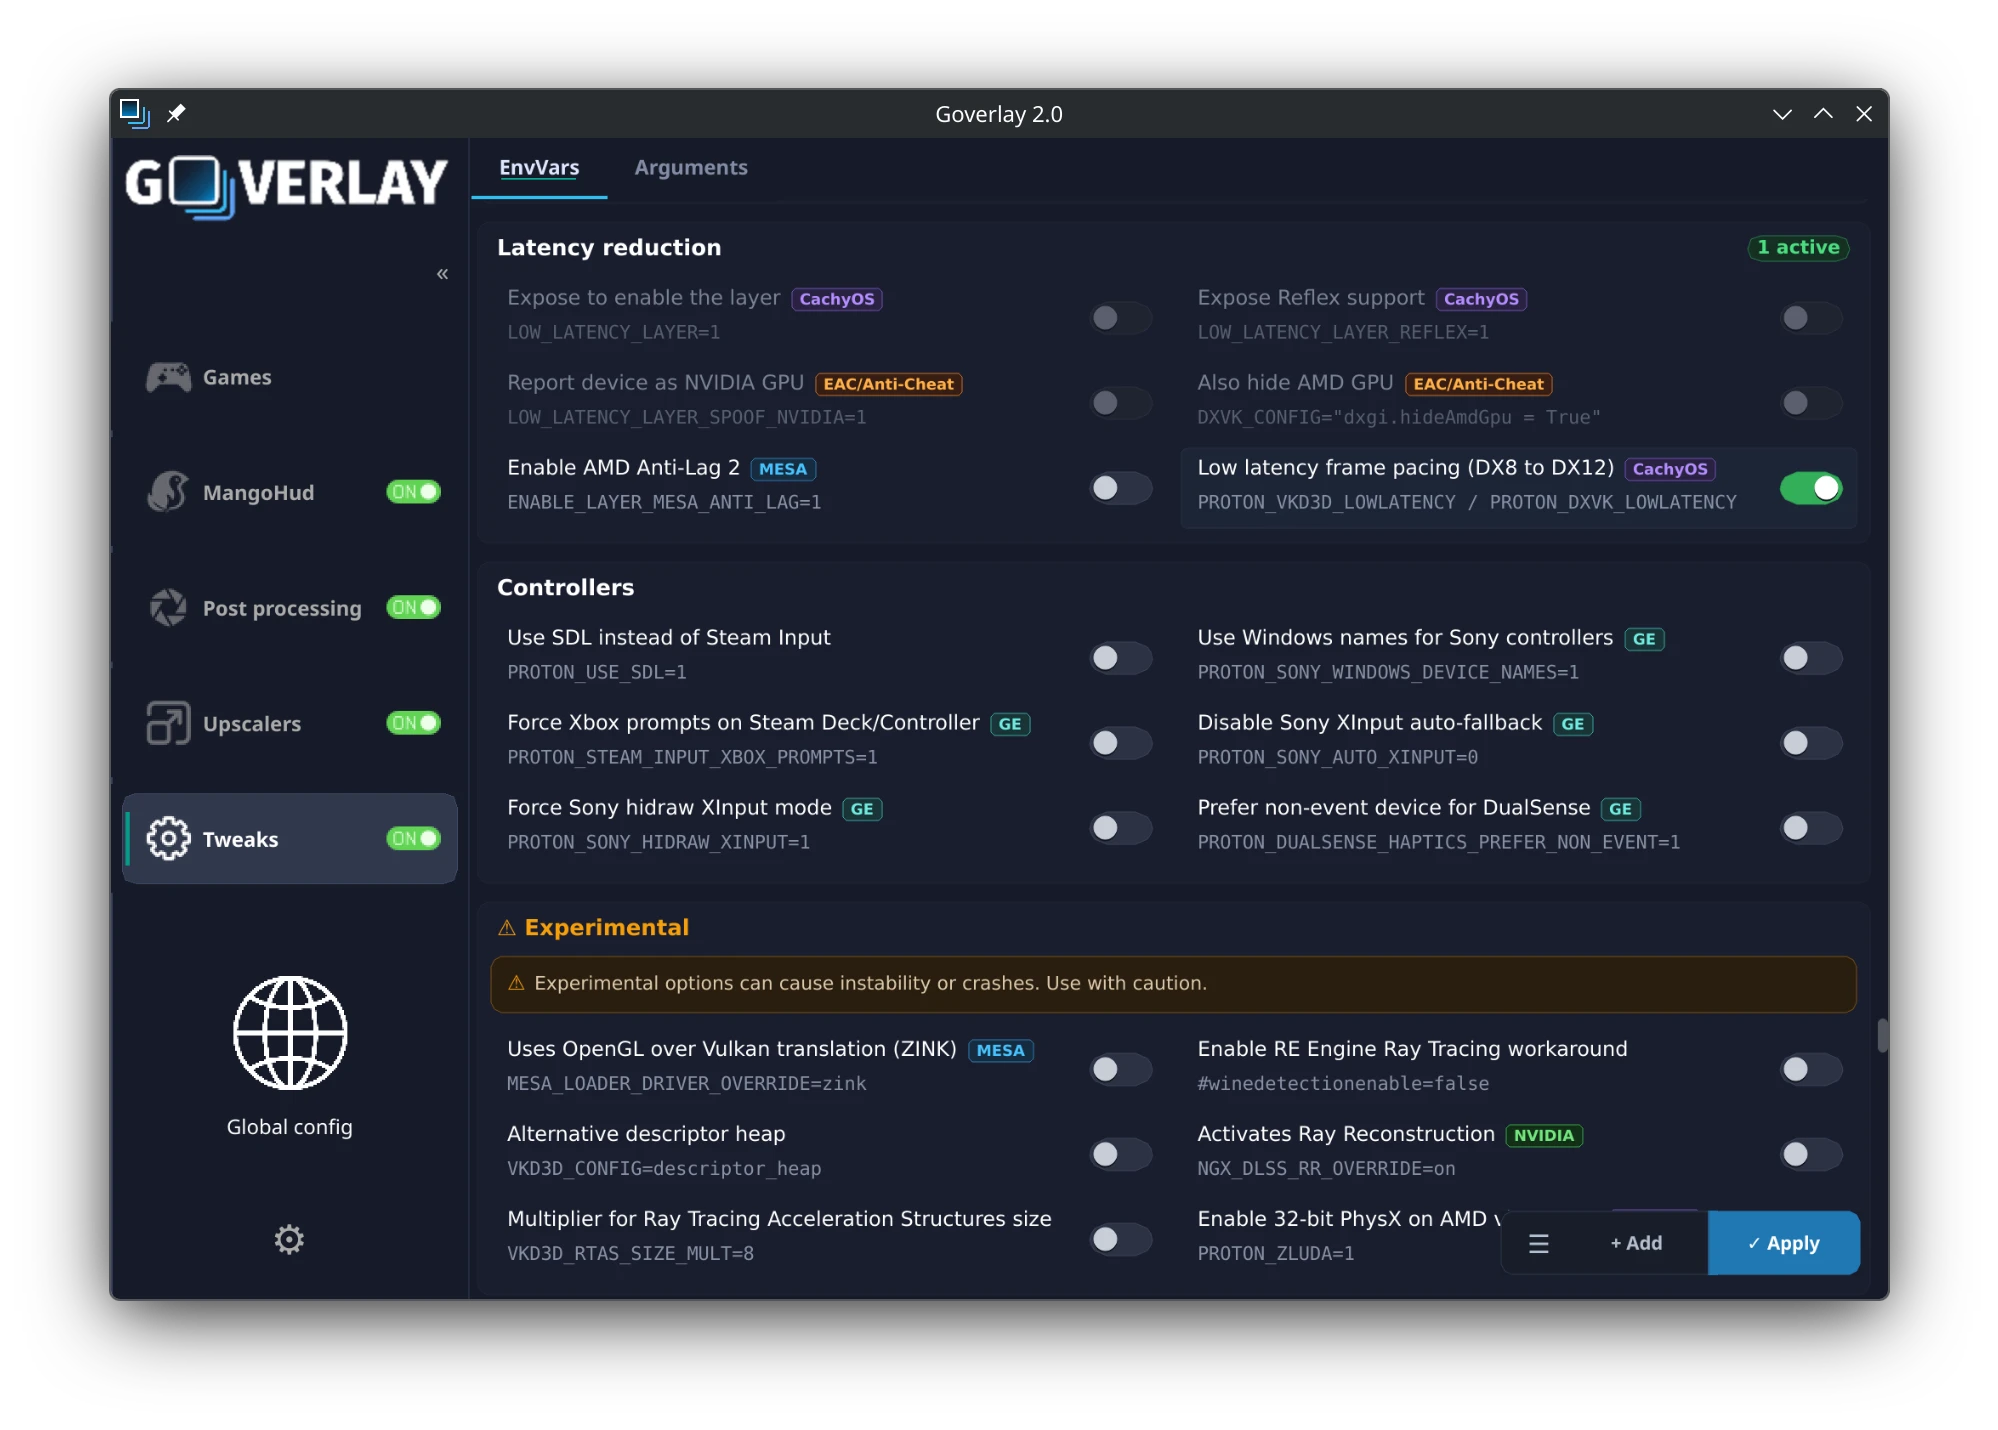 Goverlay 2.0
GOVERLAY
«
Games
MangoHud ON
Post processing ON
Upscalers ON
Tweaks ON
Global config
EnvVars Arguments
Latency reduction 1 active
Expose to enable the layer CachyOS
LOW_LATENCY_LAYER=1
Expose Reflex support CachyOS
LOW_LATENCY_LAYER_REFLEX=1
Report device as NVIDIA GPU EAC/Anti-Cheat
LOW_LATENCY_LAYER_SPOOF_NVIDIA=1
Also hide AMD GPU EAC/Anti-Cheat
DXVK_CONFIG="dxgi.hideAmdGpu = True"
Enable AMD Anti-Lag 2 MESA
ENABLE_LAYER_MESA_ANTI_LAG=1
Low latency frame pacing (DX8 to DX12) CachyOS
PROTON_VKD3D_LOWLATENCY / PROTON_DXVK_LOWLATENCY
Controllers
Use SDL instead of Steam Input
PROTON_USE_SDL=1
Use Windows names for Sony controllers GE
PROTON_SONY_WINDOWS_DEVICE_NAMES=1
Force Xbox prompts on Steam Deck/Controller GE
PROTON_STEAM_INPUT_XBOX_PROMPTS=1
Disable Sony XInput auto-fallback GE
PROTON_SONY_AUTO_XINPUT=0
Force Sony hidraw XInput mode GE
PROTON_SONY_HIDRAW_XINPUT=1
Prefer non-event device for DualSense GE
PROTON_DUALSENSE_HAPTICS_PREFER_NON_EVENT=1
⚠ Experimental
⚠ Experimental options can cause instability or crashes. Use with caution.
Uses OpenGL over Vulkan translation (ZINK) MESA
MESA_LOADER_DRIVER_OVERRIDE=zink
Enable RE Engine Ray Tracing workaround
#winedetectionenable=false
Alternative descriptor heap
VKD3D_CONFIG=descriptor_heap
Activates Ray Reconstruction NVIDIA
NGX_DLSS_RR_OVERRIDE=on
Multiplier for Ray Tracing Acceleration Structures size
VKD3D_RTAS_SIZE_MULT=8
Enable 32-bit PhysX on AMD
PROTON_ZLUDA=1
☰ + Add ✓ Apply